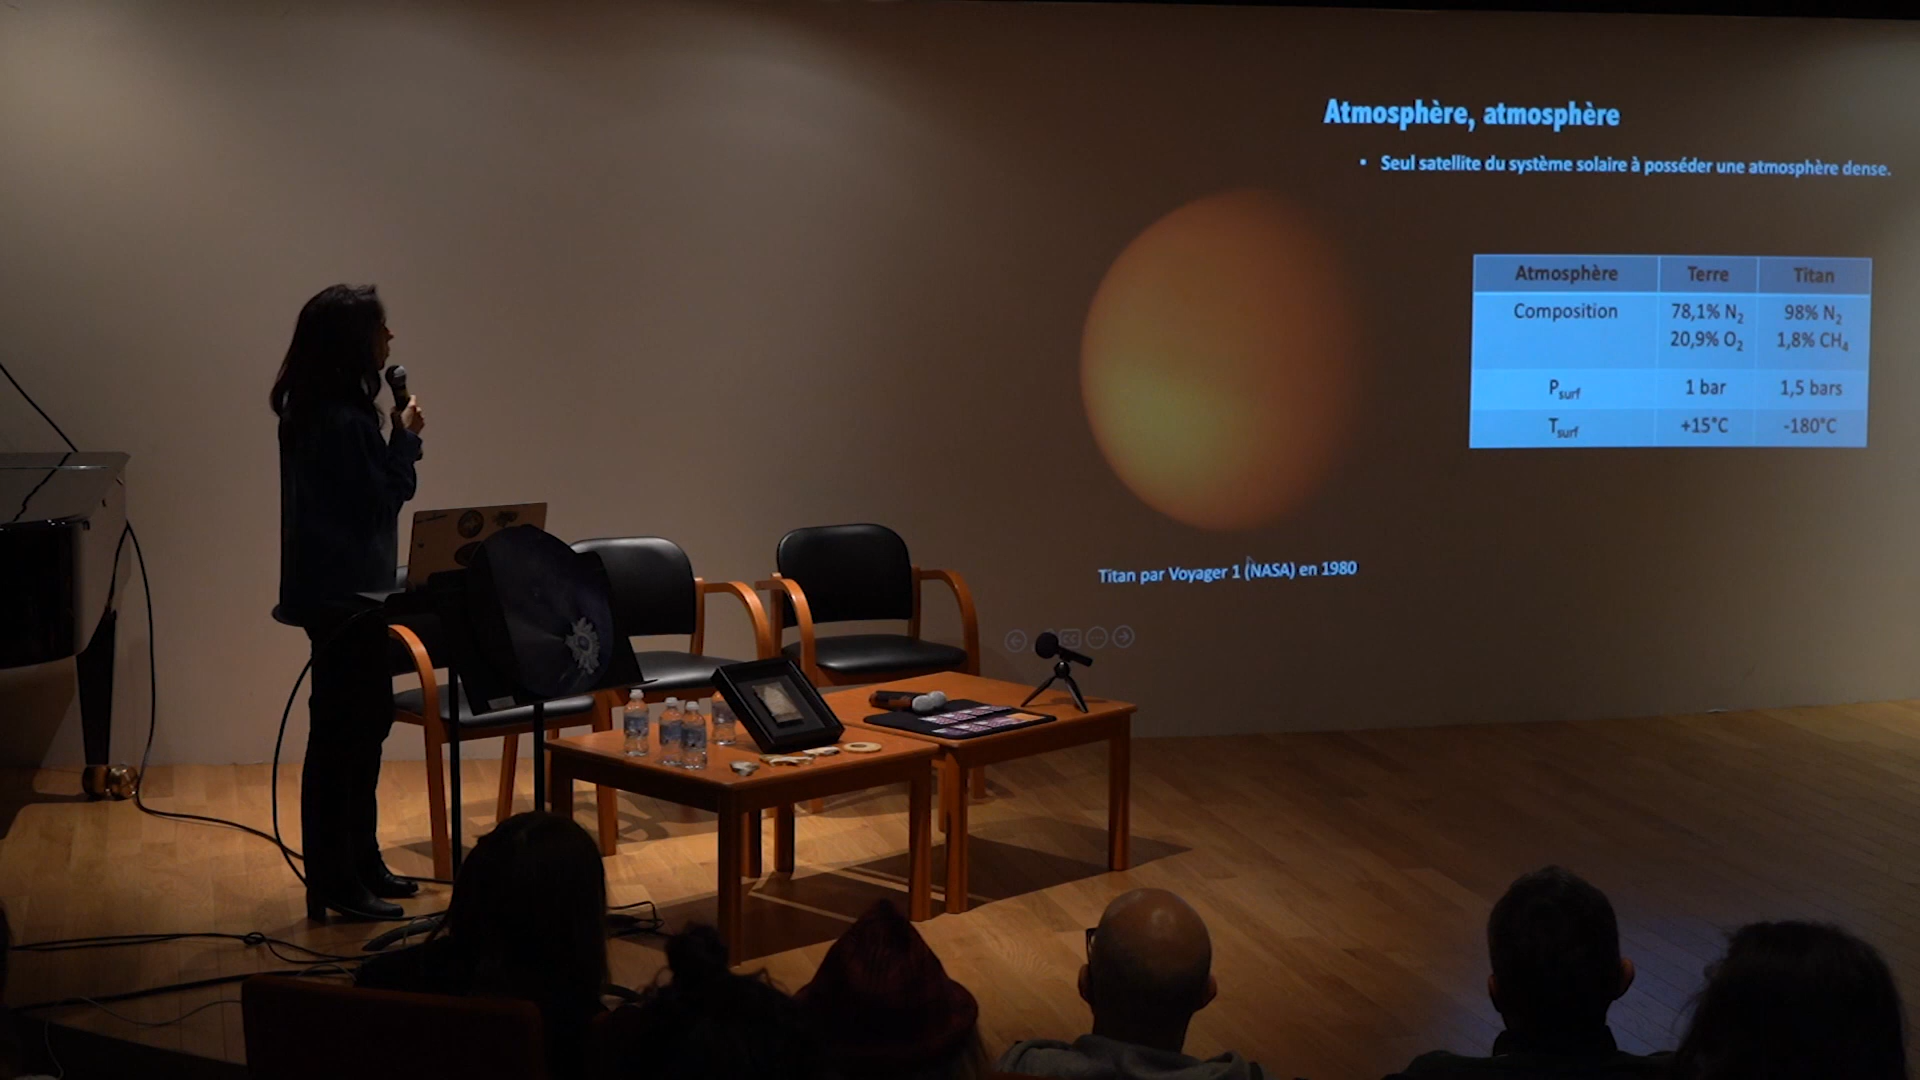 Atmosphère, atmosphère
• Seul satellite du système solaire à posséder une atmosphère dense.
Atmosphère Terre Titan
Composition 78,1% N₂ 98% N₂
20,9% O₂ 1,8% CH₄
Psurf 1 bar 1,5 bars
Tsurf +15°C -180°C
Titan par Voyager 1 (NASA) en 1980